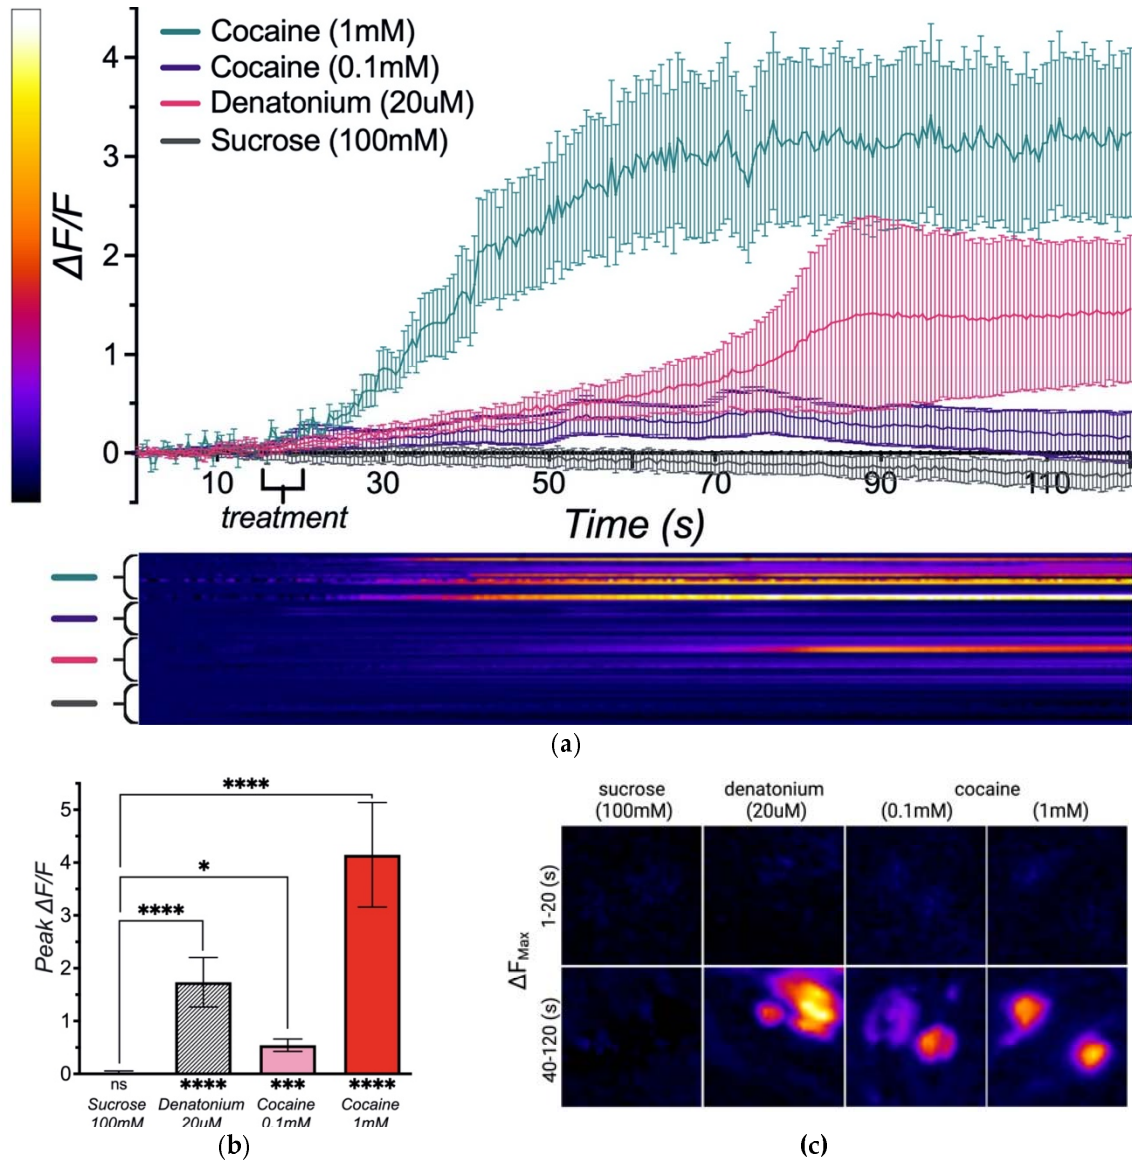 Cocaine (1mM)
Cocaine (0.1mM)
Denatonium (20uM)
Sucrose (100mM)
4
3
2
1
0
ΔF/F
10 30 50 70 90 110
treatment
Time (s)
(a)
****
*
****
5
4
3
2
1
0
Peak ΔF/F
ns **** *** ****
Sucrose Denatonium Cocaine Cocaine
100mM 20uM 0.1mM 1mM
(b)
sucrose denatonium cocaine
(100mM) (20uM) (0.1mM) (1mM)
1-20 (s)
ΔFMax
40-120 (s)
(c)